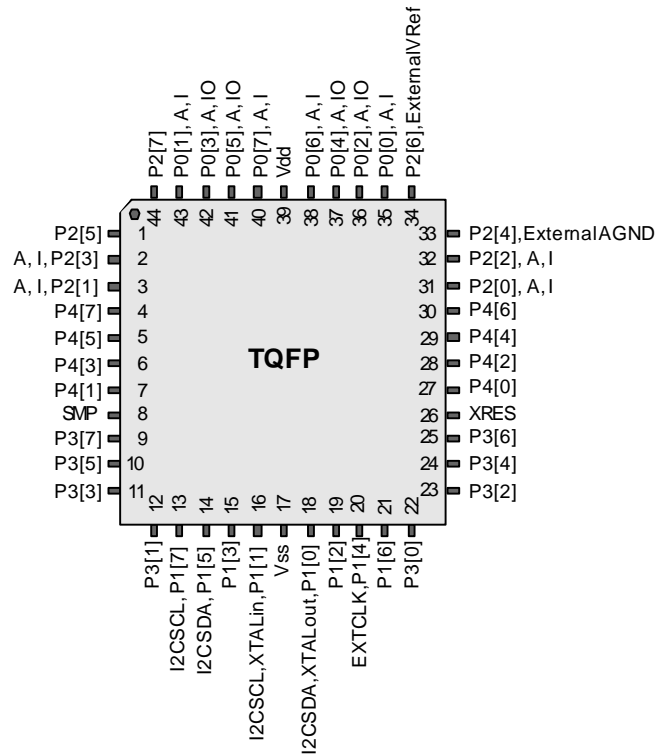 P2[7]
P0[1], A, I
P0[3], A, IO
P0[5], A, IO
P0[7], A, I
Vdd
P0[6], A, I
P0[4], A, IO
P0[2], A, IO
P0[0], A, I
P2[6], ExternalVRef
44
43
42
41
40
39
38
37
36
35
34
P2[5] 1
A, I, P2[3] 2
A, I, P2[1] 3
P4[7] 4
P4[5] 5
P4[3] 6
P4[1] 7
SMP 8
P3[7] 9
P3[5] 10
P3[3] 11
TQFP
33 P2[4], ExternalAGND
32 P2[2], A, I
31 P2[0], A, I
30 P4[6]
29 P4[4]
28 P4[2]
27 P4[0]
26 XRES
25 P3[6]
24 P3[4]
23 P3[2]
12
13
14
15
16
17
18
19
20
21
22
P3[1]
I2CSCL, P1[7]
I2CSDA, P1[5]
P1[3]
I2CSCL, XTALin, P1[1]
Vss
I2CSDA, XTALout, P1[0]
P1[2]
EXTCLK, P1[4]
P1[6]
P3[0]